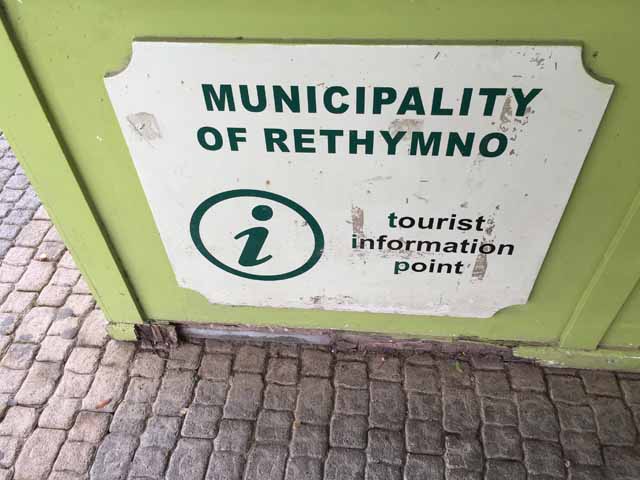 MUNICIPALITY
OF RETHYMNO
i
tourist
information
point